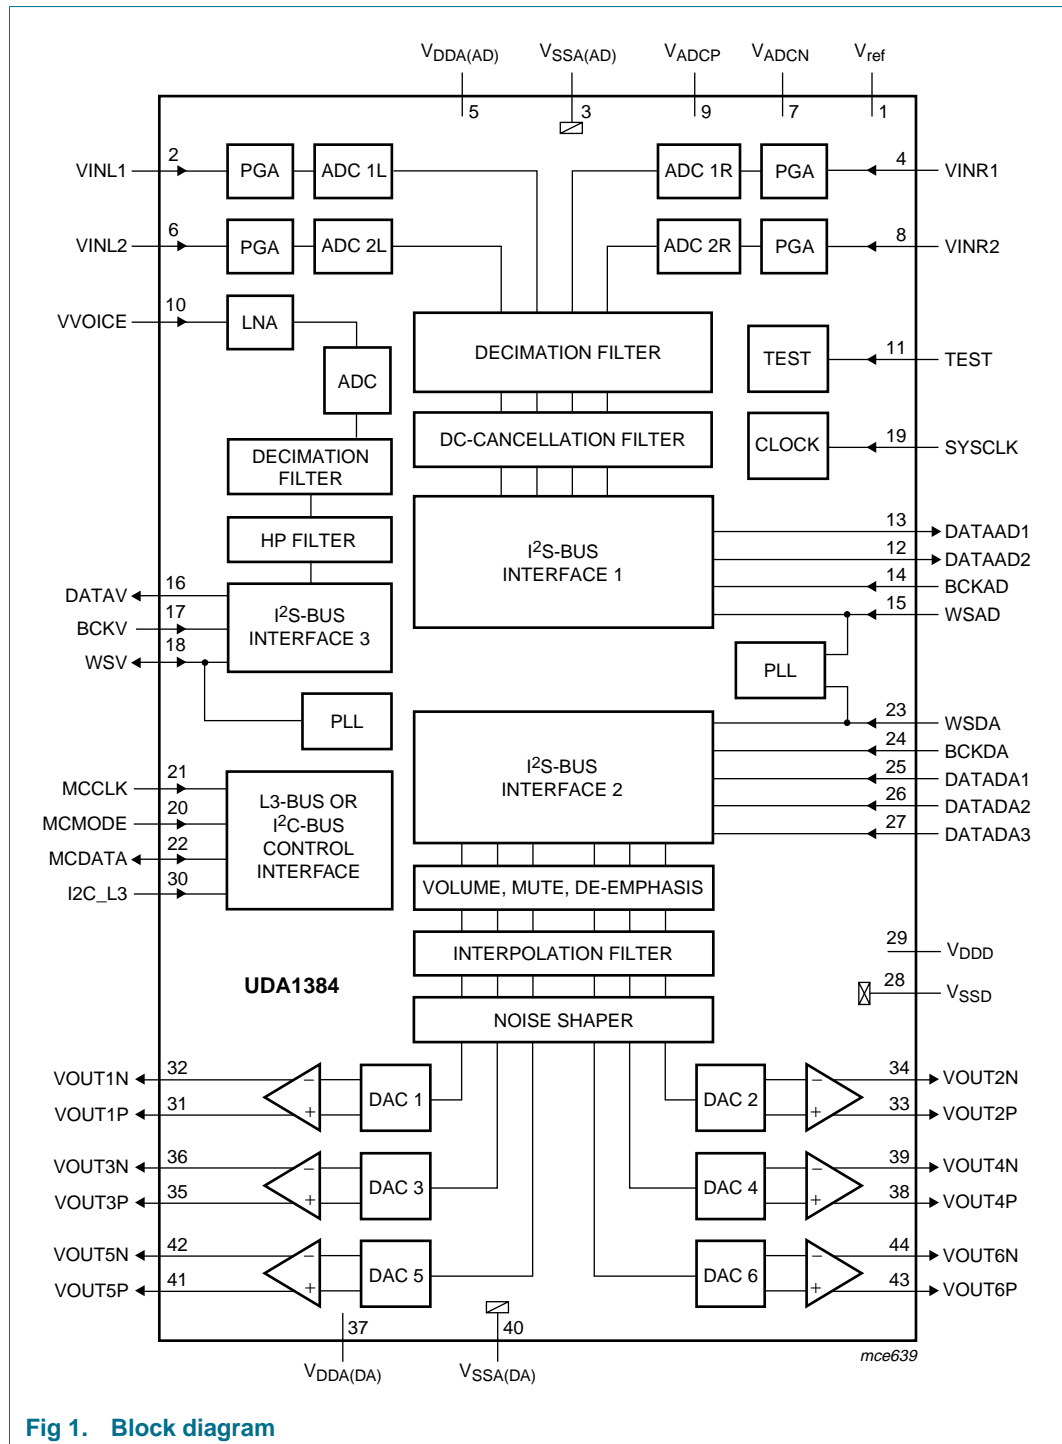 VDDA(AD) VSSA(AD) VADCP VADCN Vref
5 3 9 7 1
VINL1 2 PGA ADC 1L ADC 1R PGA 4 VINR1
VINL2 6 PGA ADC 2L ADC 2R PGA 8 VINR2
VVOICE 10 LNA
DECIMATION FILTER
TEST 11 TEST
ADC
DC-CANCELLATION FILTER
CLOCK 19 SYSCLK
DECIMATION
FILTER
HP FILTER
I2S-BUS
INTERFACE 1
13 DATAAD1
12 DATAAD2
14 BCKAD
15 WSAD
DATAV 16
BCKV 17
WSV 18
I2S-BUS
INTERFACE 3
PLL
PLL
I2S-BUS
INTERFACE 2
23 WSDA
24 BCKDA
25 DATADA1
26 DATADA2
27 DATADA3
MCCLK 21
MCMODE 20
MCDATA 22
I2C_L3 30
L3-BUS OR
I2C-BUS
CONTROL
INTERFACE
VOLUME, MUTE, DE-EMPHASIS
INTERPOLATION FILTER
29 VDDD
UDA1384
28 VSSD
NOISE SHAPER
VOUT1N 32 − DAC 1 DAC 2 − 34 VOUT2N
VOUT1P 31 + + 33 VOUT2P
VOUT3N 36 − DAC 3 DAC 4 − 39 VOUT4N
VOUT3P 35 + + 38 VOUT4P
VOUT5N 42 − DAC 5 DAC 6 − 44 VOUT6N
VOUT5P 41 + + 43 VOUT6P
37 40
VDDA(DA) VSSA(DA)
mce639
Fig 1. Block diagram